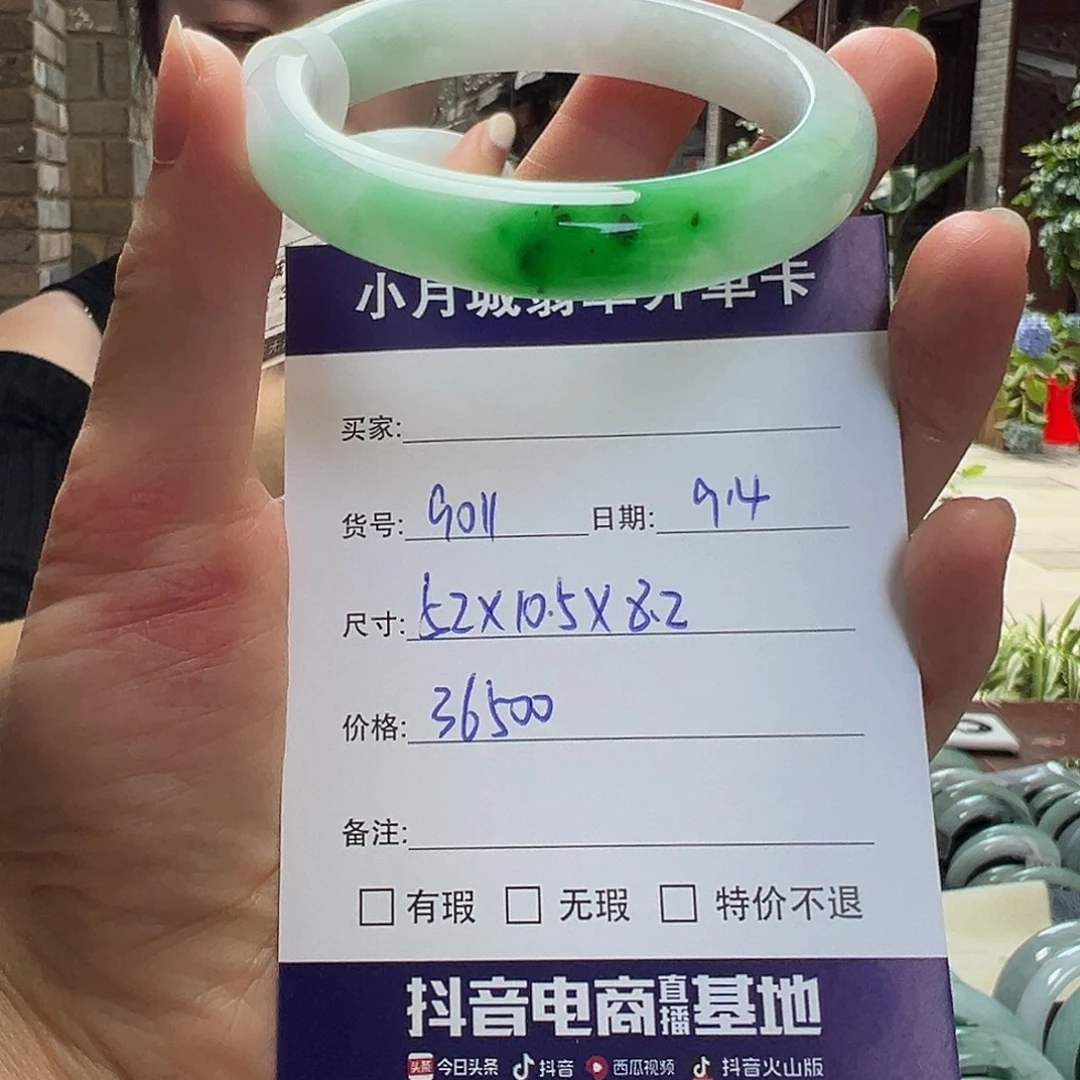 小月城翡翠开单卡
买家:
货号: 9011 日期: 9.4
尺寸: 52X10.5X8.2
价格: 36500
备注:
有瑕 无瑕 特价不退
抖音电商直播基地
头条 今日头条 抖音 西瓜视频 抖音火山版